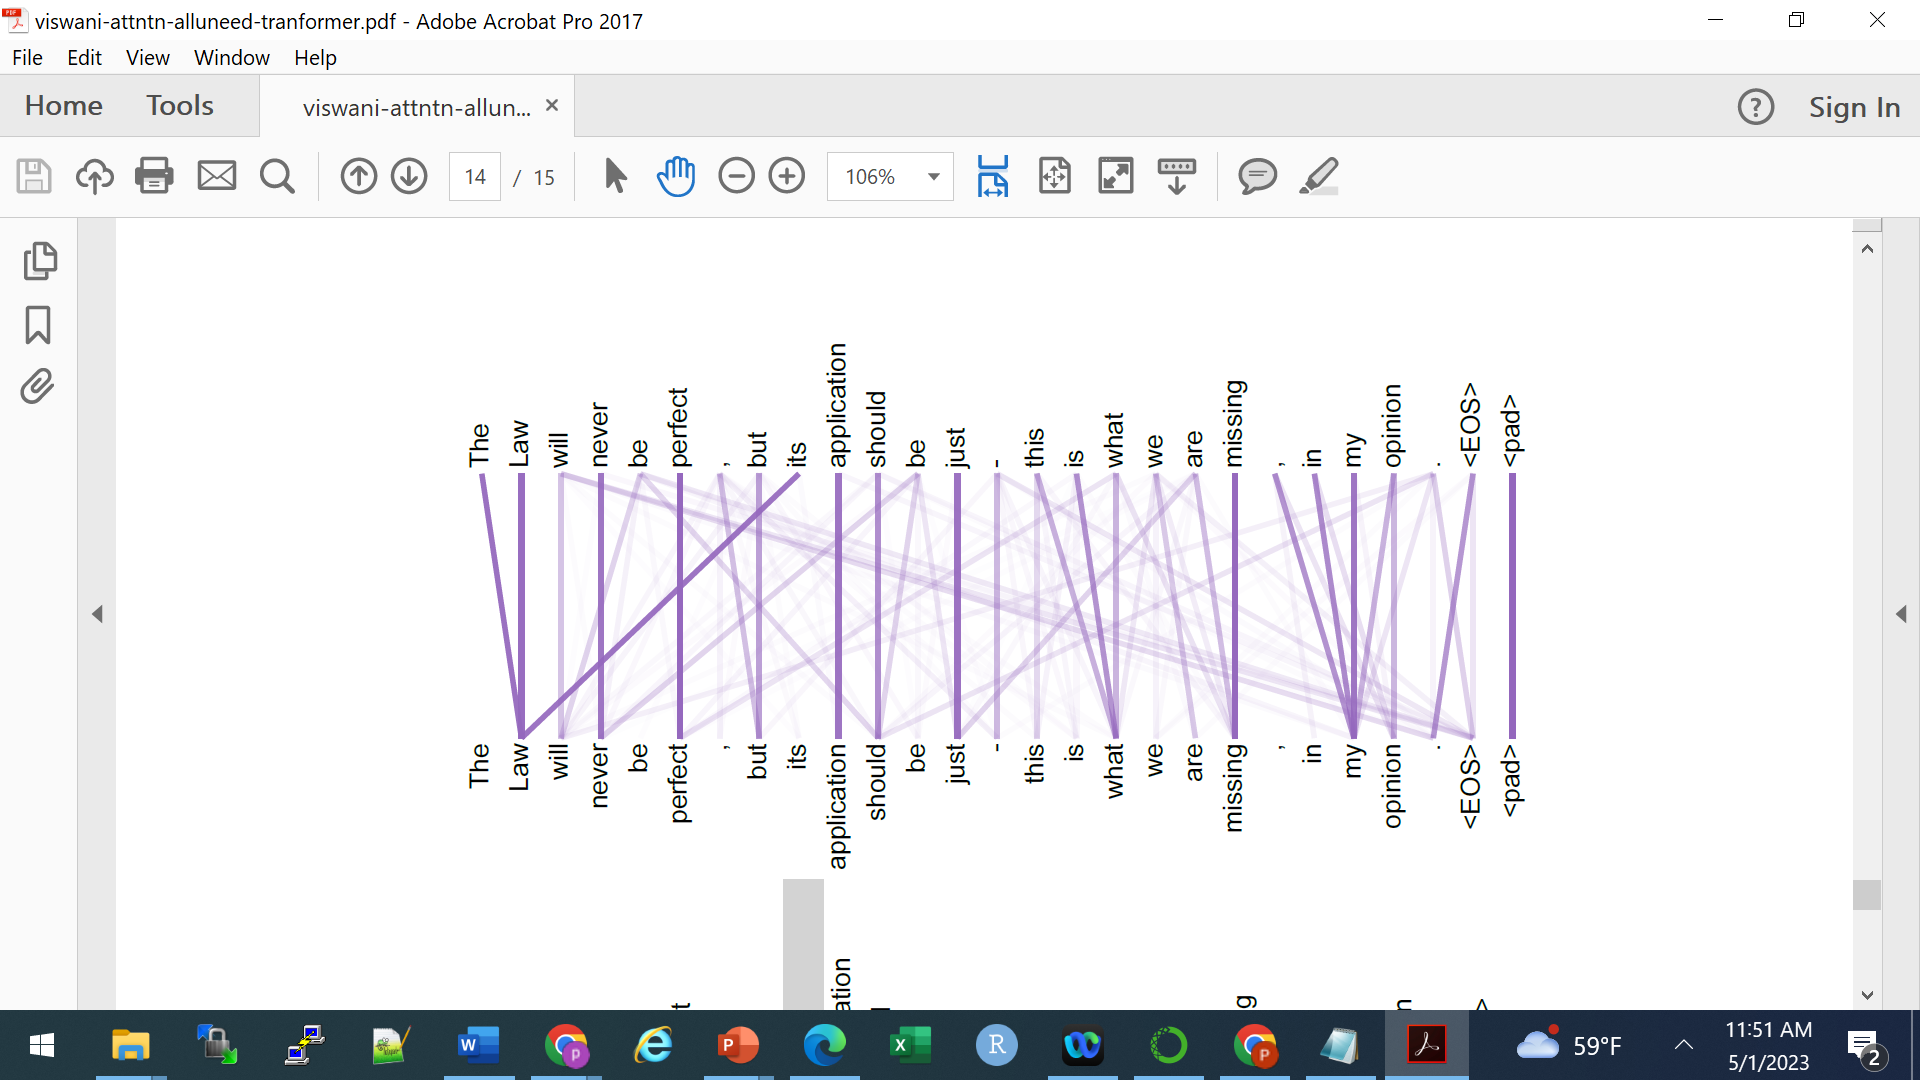 viswani-attntn-alluneed-tranformer.pdf - Adobe Acrobat Pro 2017
File Edit View Window Help
Home Tools viswani-attntn-allun... × ? Sign In
14 / 15 106%
The Law will never be perfect , but its application should be just - this is what we are missing , in my opinion . <EOS> <pad>
The Law will never be perfect , but its application should be just - this is what we are missing , in my opinion . <EOS> <pad>
59°F 11:51 AM
5/1/2023 2